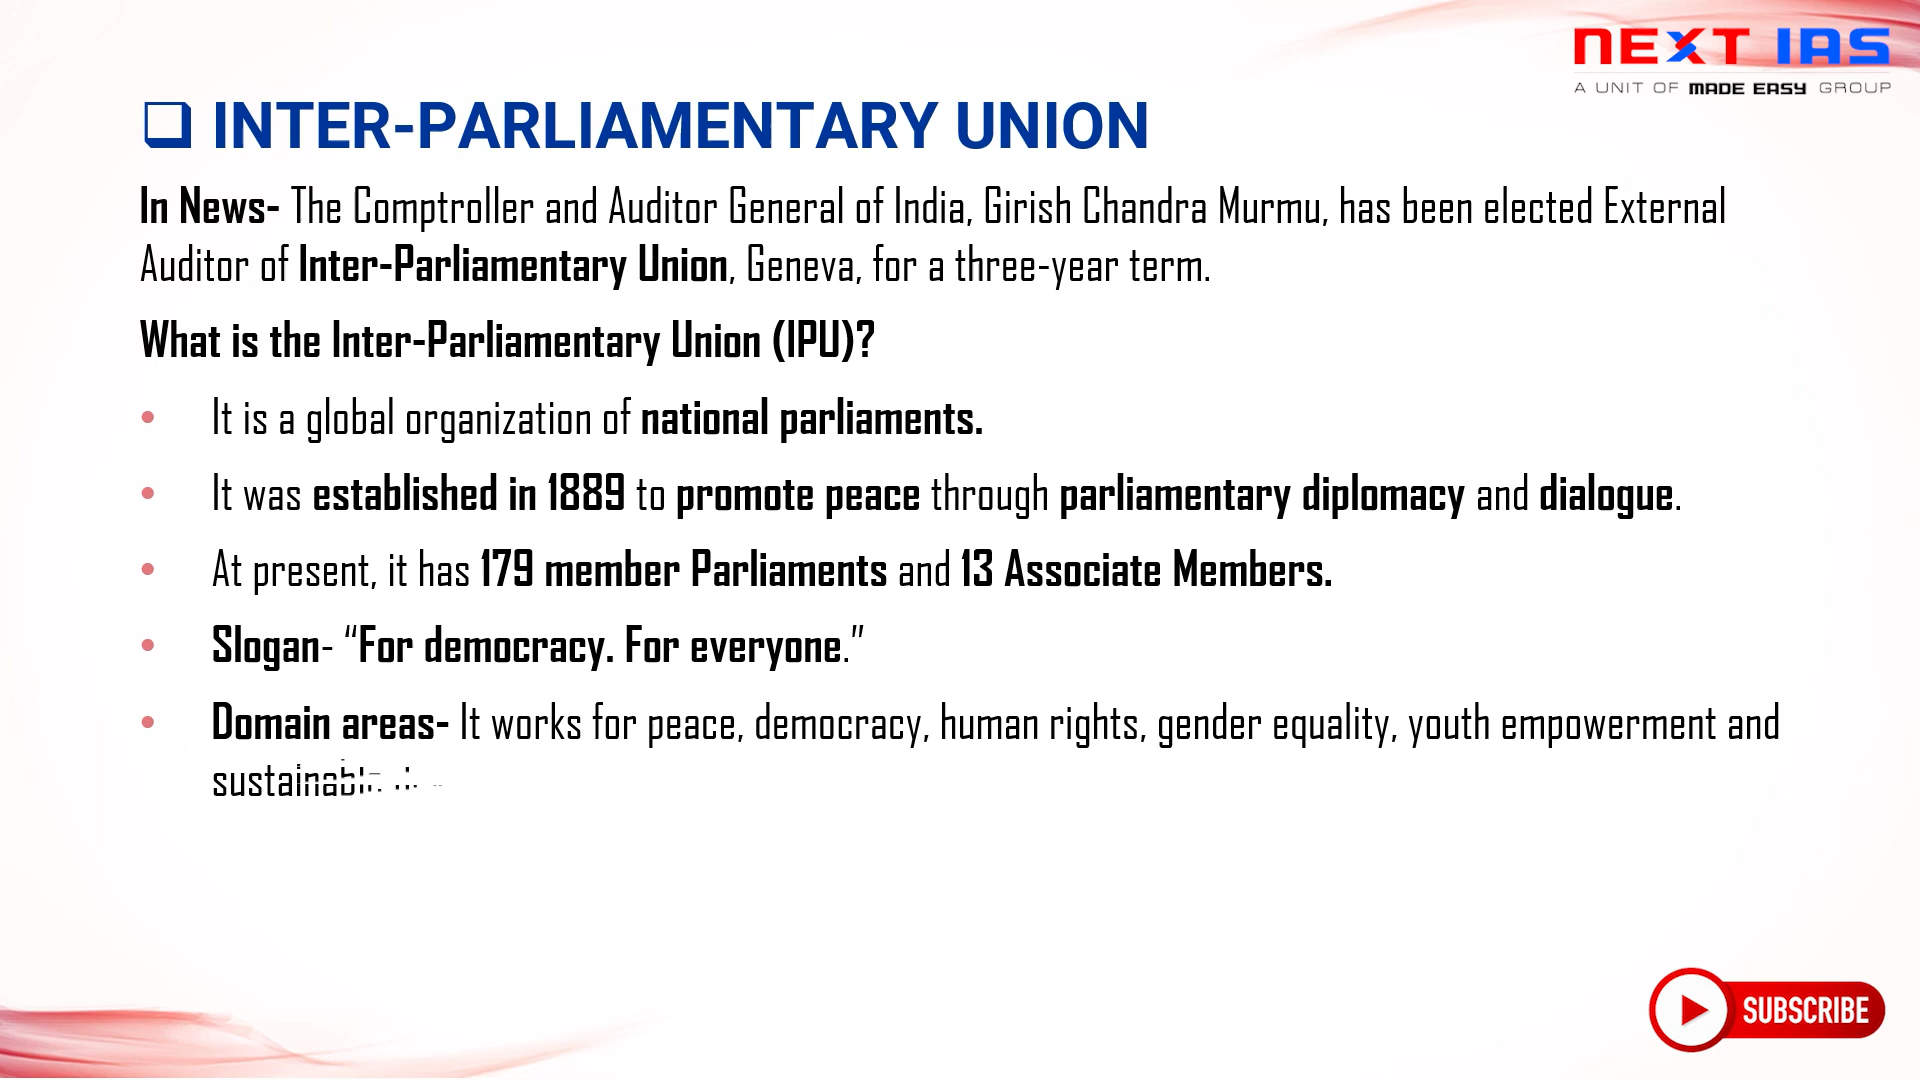 NEXT IAS
A UNIT OF MADE EASY GROUP
❑ INTER-PARLIAMENTARY UNION
In News- The Comptroller and Auditor General of India, Girish Chandra Murmu, has been elected External
Auditor of Inter-Parliamentary Union, Geneva, for a three-year term.
What is the Inter-Parliamentary Union (IPU)?
• It is a global organization of national parliaments.
• It was established in 1889 to promote peace through parliamentary diplomacy and dialogue.
• At present, it has 179 member Parliaments and 13 Associate Members.
• Slogan- “For democracy. For everyone.”
• Domain areas- It works for peace, democracy, human rights, gender equality, youth empowerment and
SUBSCRIBE